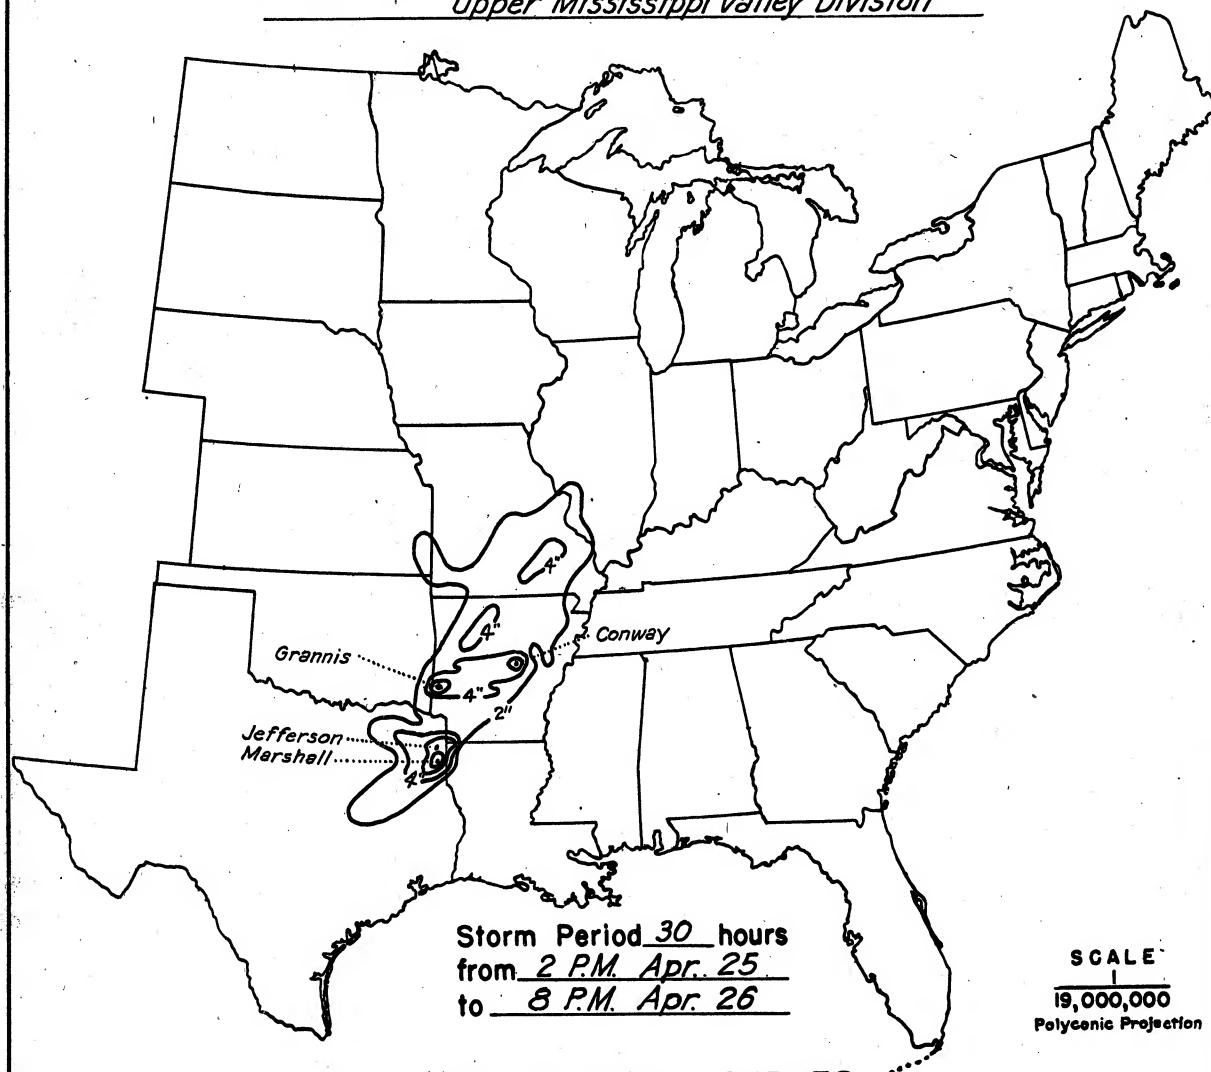 Upper Mississippi Valley Division
4"
4"
Conway
Grannis
4"
2"
Jefferson
Marshall
4"
Storm Period 30 hours
from 2 P.M. Apr. 25
to 8 P.M. Apr. 26
SCALE
1
19,000,000
Polyconic Projection